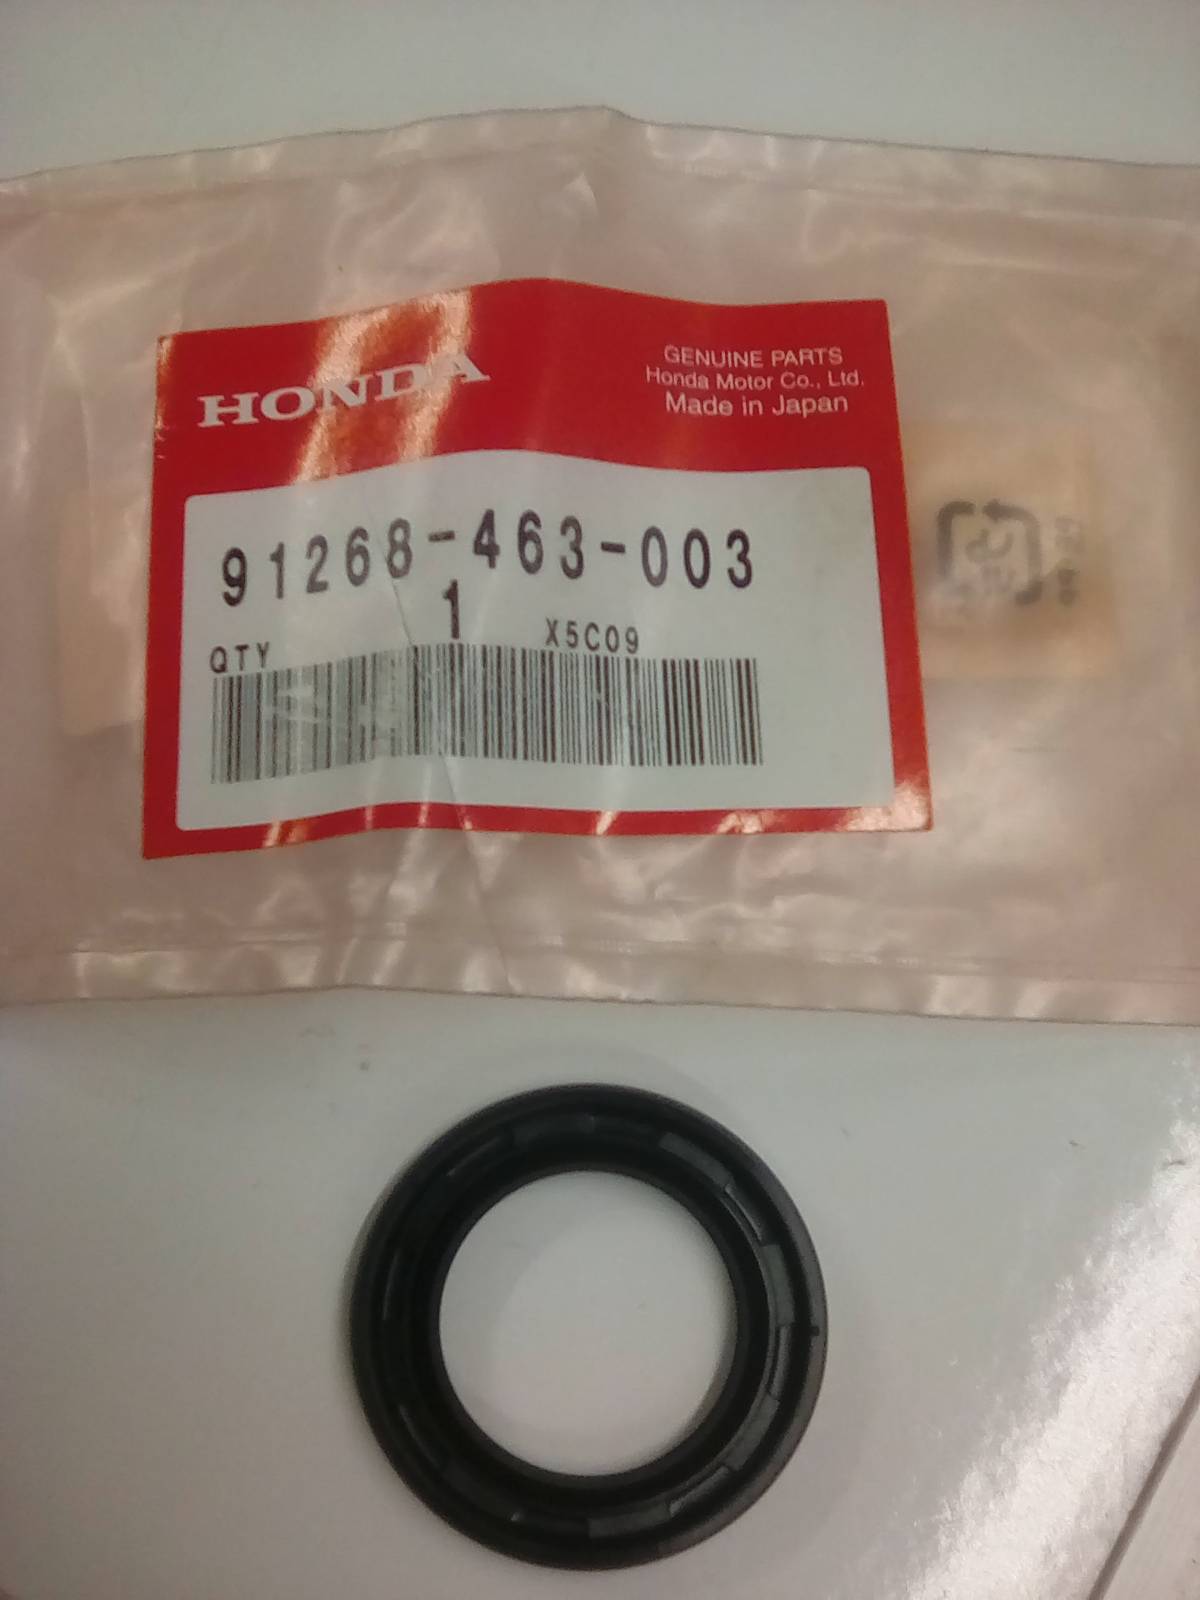 HONDA
GENUINE PARTS
Honda Motor Co., Ltd.
Made in Japan
91268-463-003
1
X5C09
QTY